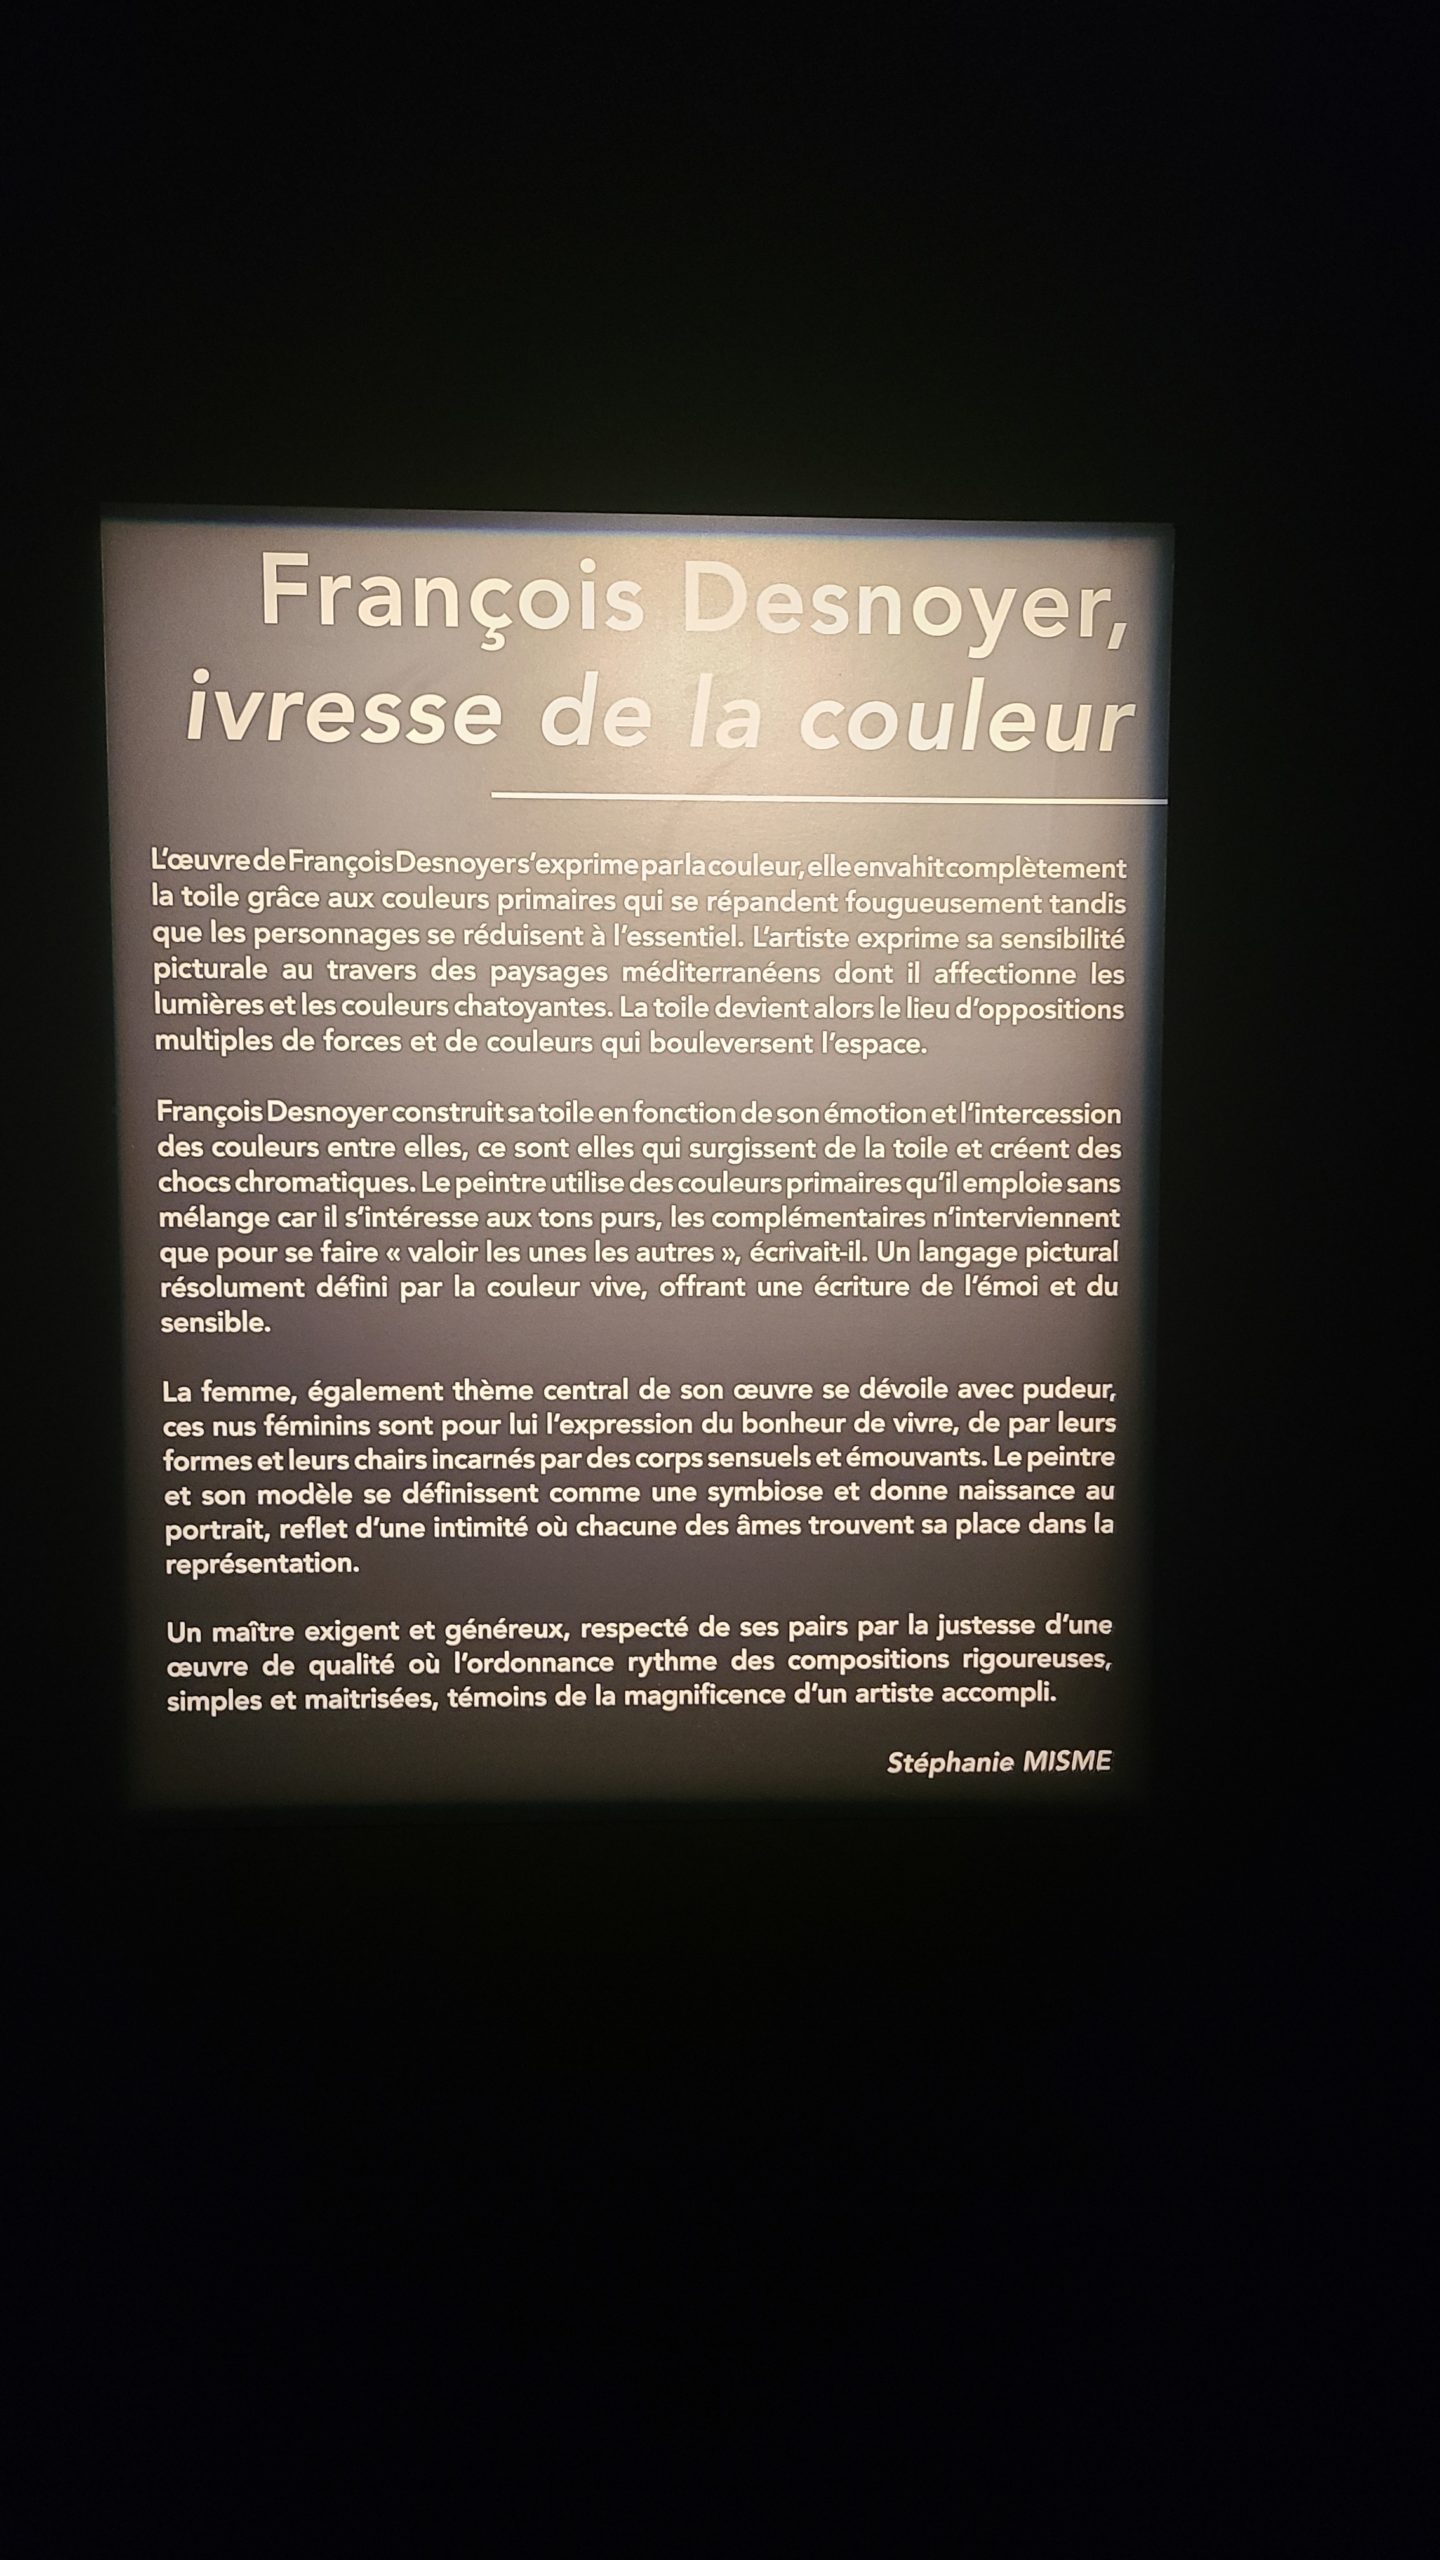 François Desnoyer,
ivresse de la couleur
L'œuvre de François Desnoyer s'exprime par la couleur, elle envahit complètement
la toile grâce aux couleurs primaires qui se répandent fougueusement tandis
que les personnages se réduisent à l'essentiel. L'artiste exprime sa sensibilité
picturale au travers des paysages méditerranéens dont il affectionne les
lumières et les couleurs chatoyantes. La toile devient alors le lieu d'oppositions
multiples de forces et de couleurs qui bouleversent l'espace.
François Desnoyer construit sa toile en fonction de son émotion et l'intercession
des couleurs entre elles, ce sont elles qui surgissent de la toile et créent des
chocs chromatiques. Le peintre utilise des couleurs primaires qu'il emploie sans
mélange car il s'intéresse aux tons purs, les complémentaires n'interviennent
que pour se faire « valoir les unes les autres », écrivait-il. Un langage pictural
résolument défini par la couleur vive, offrant une écriture de l'émoi et du
sensible.
La femme, également thème central de son œuvre se dévoile avec pudeur,
ces nus féminins sont pour lui l'expression du bonheur de vivre, de par leurs
formes et leurs chairs incarnés par des corps sensuels et émouvants. Le peintre
et son modèle se définissent comme une symbiose et donne naissance au
portrait, reflet d'une intimité où chacune des âmes trouvent sa place dans la
représentation.
Un maître exigent et généreux, respecté de ses pairs par la justesse d'une
œuvre de qualité où l'ordonnance rythme des compositions rigoureuses,
simples et maitrisées, témoins de la magnificence d'un artiste accompli.
Stéphanie MISME